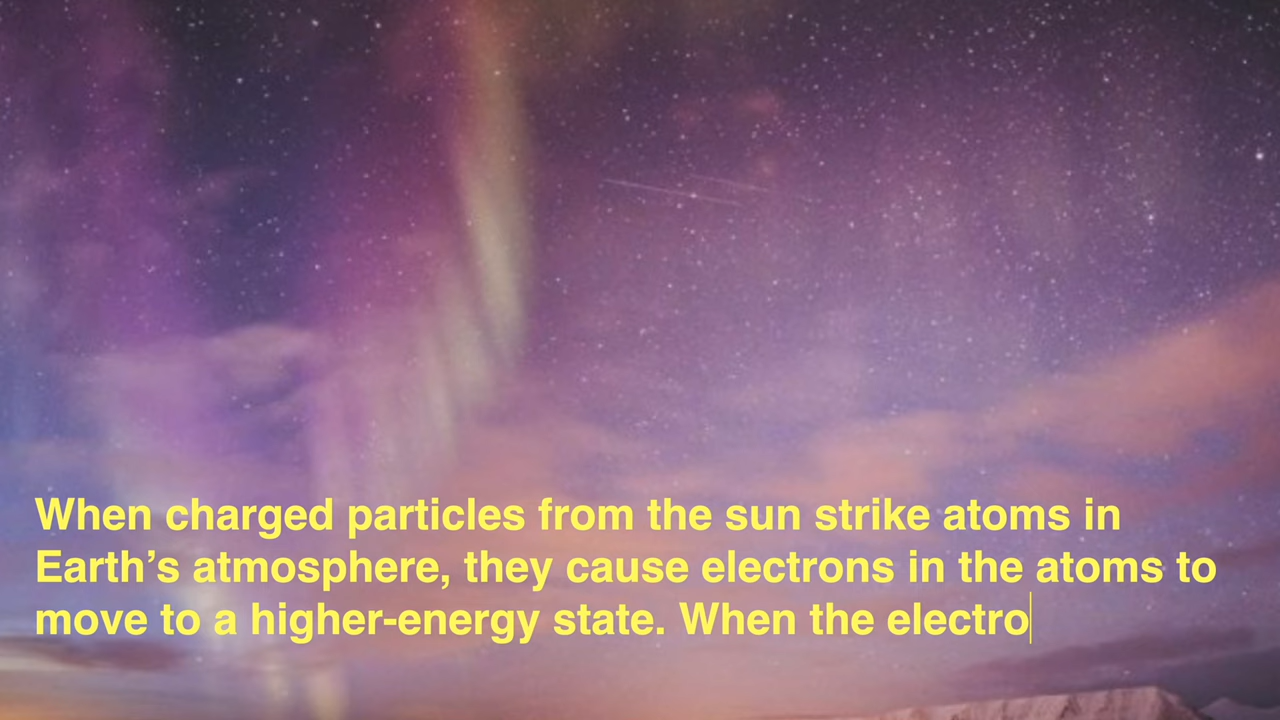 When charged particles from the sun strike atoms in
Earth’s atmosphere, they cause electrons in the atoms to
move to a higher-energy state. When the electro